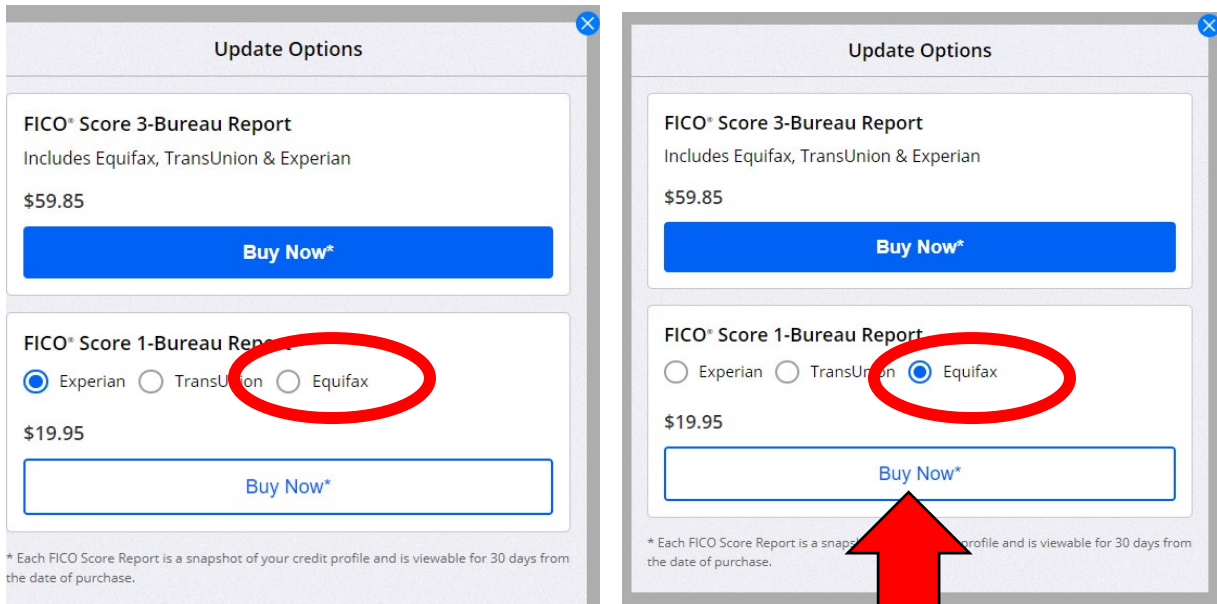 Update Options
FICO® Score 3-Bureau Report
Includes Equifax, TransUnion & Experian
$59.85
Buy Now*
FICO® Score 1-Bureau Report
Experian TransUnion Equifax
$19.95
Buy Now*
* Each FICO Score Report is a snapshot of your credit profile and is viewable for 30 days from
the date of purchase.
Update Options
FICO® Score 3-Bureau Report
Includes Equifax, TransUnion & Experian
$59.85
Buy Now*
FICO® Score 1-Bureau Report
Experian TransUnion Equifax
$19.95
Buy Now*
* Each FICO Score Report is a profile and is viewable for 30 days from
the date of purchase.